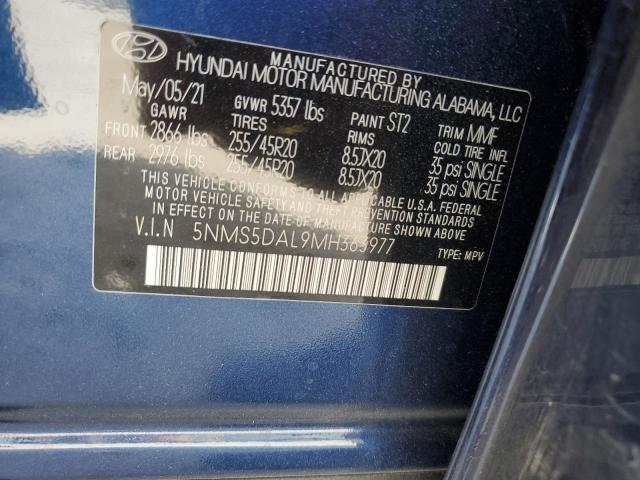 MANUFACTURED BY
HYUNDAI MOTOR MANUFACTURING ALABAMA, LLC
May/05/21 GVWR 5357 lbs PAINT ST2 TRIM MMF
GAWR TIRES RIMS COLD TIRE INFL
FRONT 2866 lbs 255/45R20 8.5JX20 35 psi SINGLE
REAR 2976 lbs 255/45R20 8.5JX20 35 psi SINGLE
THIS VEHICLE CONFORMS TO ALL APPLICABLE U.S.A. FEDERAL
MOTOR VEHICLE SAFETY AND THEFT PREVENTION STANDARDS
IN EFFECT ON THE DATE OF MANUFACTURE SHOWN ABOVE.
V.I.N TYPE: MPV